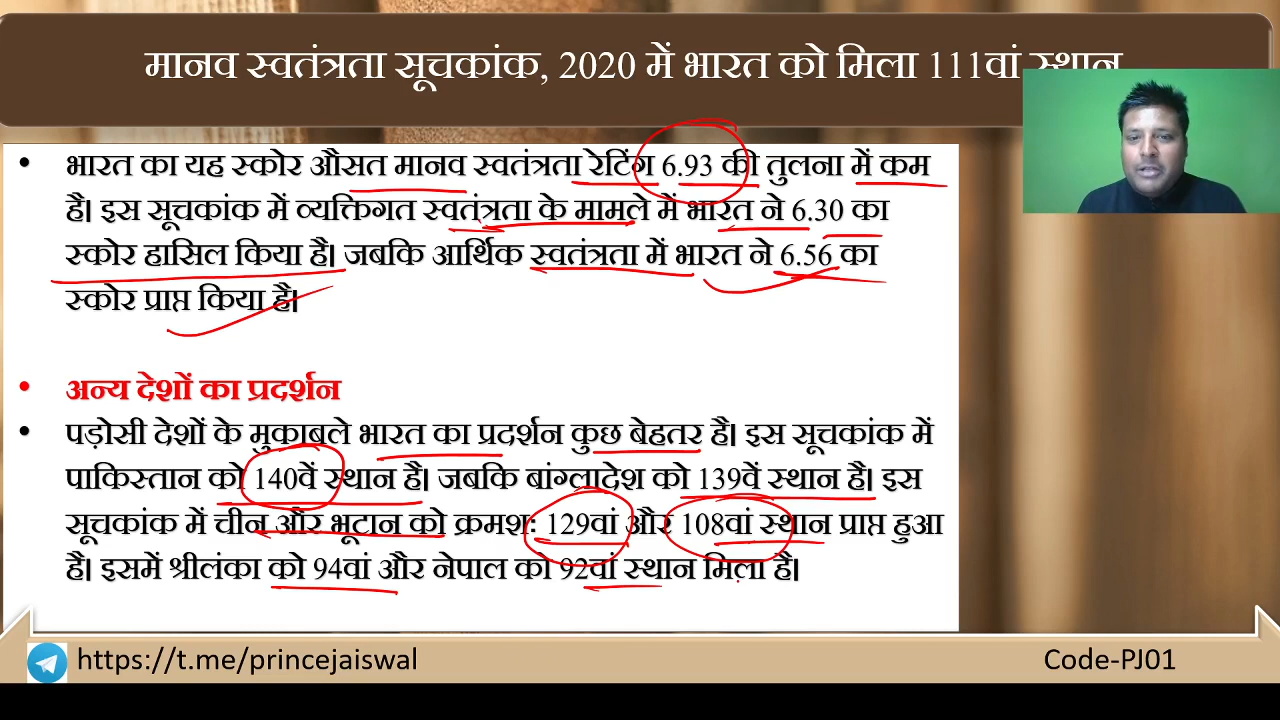 मानव स्वतंत्रता सूचकांक, 2020 में भारत को मिला 111वां स्थान
• भारत का यह स्कोर औसत मानव स्वतंत्रता रेटिंग 6.93 की तुलना में कम
है। इस सूचकांक में व्यक्तिगत स्वतंत्रता के मामले में भारत ने 6.30 का
स्कोर हासिल किया है। जबकि आर्थिक स्वतंत्रता में भारत ने 6.56 का
स्कोर प्राप्त किया है।
• अन्य देशों का प्रदर्शन
• पड़ोसी देशों के मुकाबले भारत का प्रदर्शन कुछ बेहतर है। इस सूचकांक में
पाकिस्तान को 140वें स्थान है। जबकि बांग्लादेश को 139वें स्थान है। इस
सूचकांक में चीन और भूटान को क्रमशः 129वां और 108वां स्थान प्राप्त हुआ
है। इसमें श्रीलंका को 94वां और नेपाल को 92वां स्थान मिला है।
https://t.me/princejaiswal
Code-PJ01